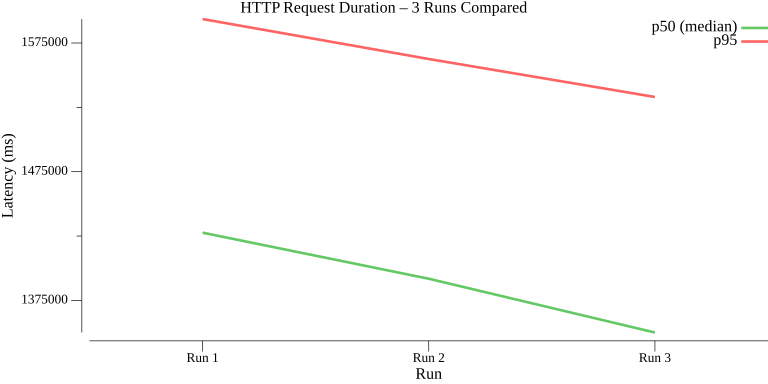 HTTP Request Duration – 3 Runs Compared
p50 (median)
p95
1575000
1475000
1375000
Latency (ms)
Run 1
Run 2
Run 3
Run